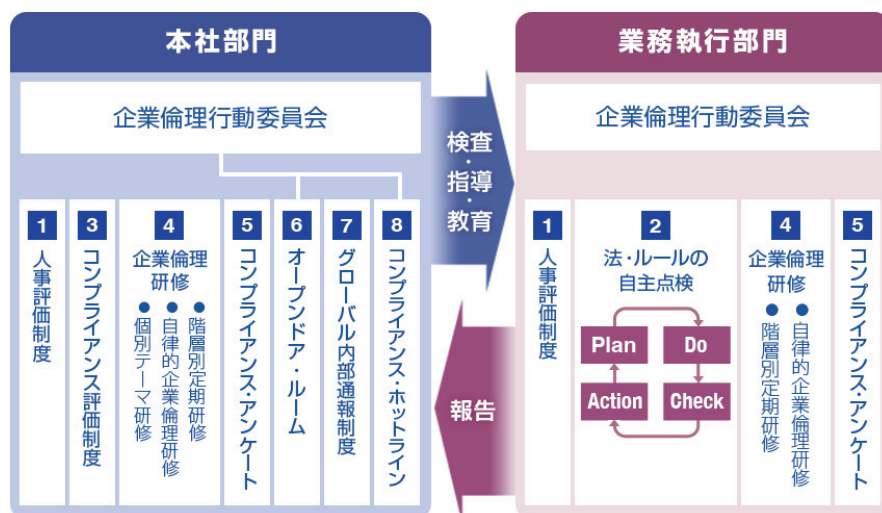 本社部門
企業倫理行動委員会
1
人事評価制度
3
コンプライアンス評価制度
4
企業倫理
研修
● 階層別定期研修
● 自律的企業倫理研修
● 個別テーマ研修
5
コンプライアンス・アンケート
6
オープンドア・ルーム
7
グローバル内部通報制度
8
コンプライアンス・ホットライン
検査・指導・教育
報告
業務執行部門
企業倫理行動委員会
1
人事評価制度
2
法・ルールの
自主点検
Plan
Do
Action
Check
4
企業倫理
研修
● 自律的企業倫理研修
● 階層別定期研修
5
コンプライアンス・アンケート